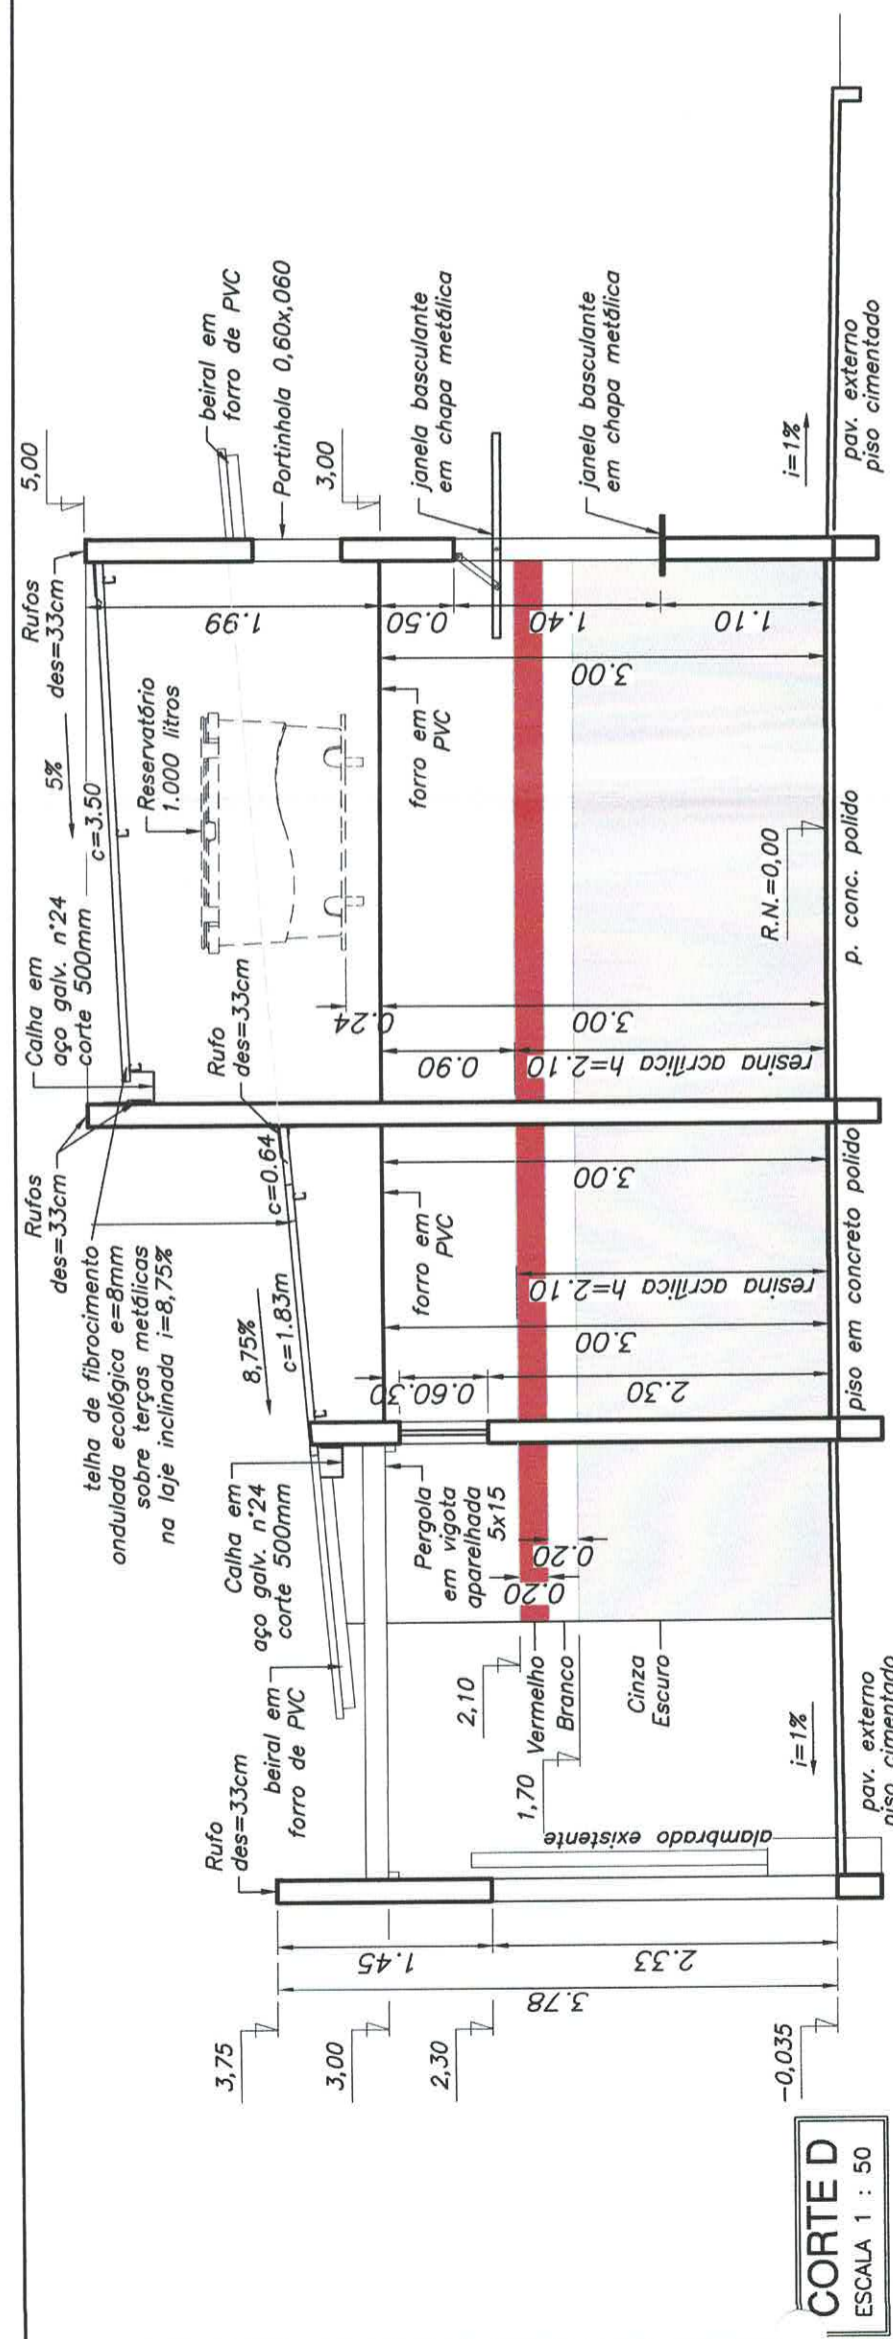 Rufos
des=33cm
5%
c=3.50
5,00
beiral em
forro de PVC
Portinhola 0,60x,060
3,00
janela basculante
em chapa metálica
janela basculante
em chapa metálica
i=1%
pav. externo
piso cimentado
1.99
0.50
1.40
1.10
3.00
Reservatório
1.000 litros
forro em
PVC
R.N.=0,00
p. conc. polido
Calha em
aço galv. n°24
corte 500mm
Rufo
des=33cm
0.24
3.00
0.90
resina acrílica h=2.10
Rufos
des=33cm
telha de fibrocimento
ondulada ecológica e=8mm
sobre terças metálicas
na laje inclinada i=8,75%
c=0.64
8,75%
c=1.83m
forro em
PVC
3.00
resina acrílica h=2.10
3.00
0.30
0.60
2.30
piso em concreto polido
Calha em
aço galv. n°24
corte 500mm
Pergola
em vigota
aparelhada
5x15
0.20
0.20
beiral em
forro de PVC
2,10
Vermelho
Branco
1,70
Cinza
Escuro
i=1%
pav. externo
piso cimentado
alambrado existente
Rufo
des=33cm
1.45
2.33
3.78
3,75
3,00
2,30
-0,035
CORTE D
ESCALA 1 : 50